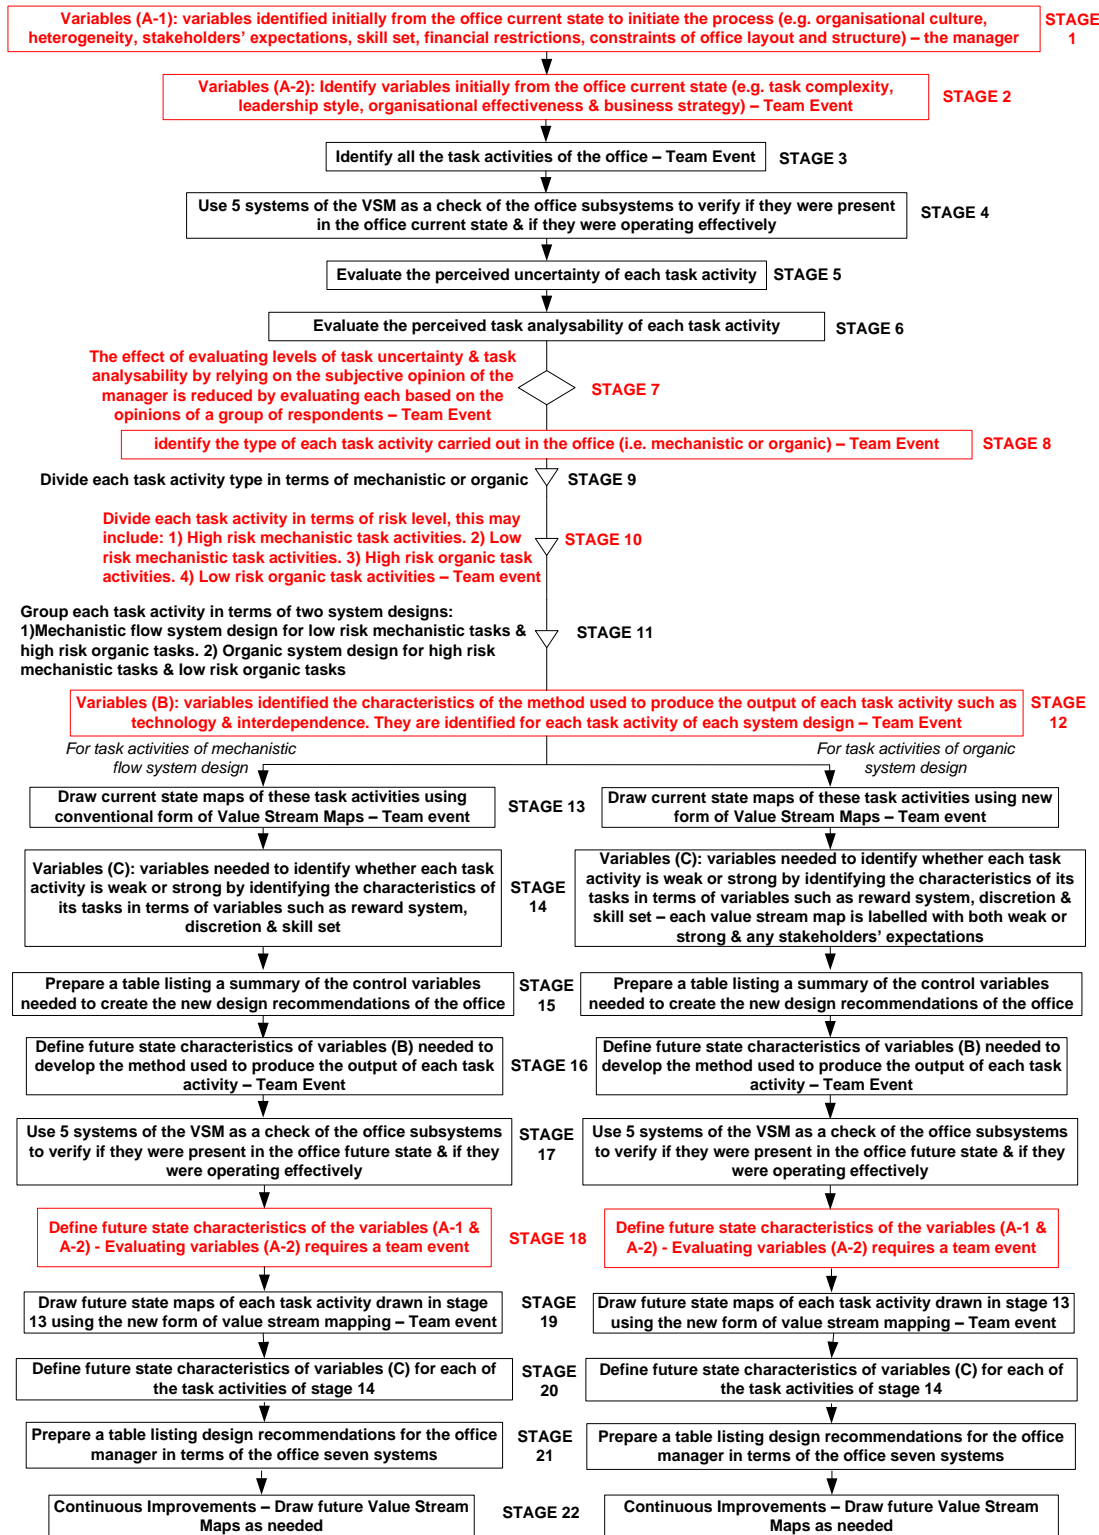 Variables (A-1): variables identified initially from the office current state to initiate the process (e.g. organisational culture,
heterogeneity, stakeholders' expectations, skill set, financial restrictions, constraints of office layout and structure) – the manager
STAGE
1
Variables (A-2): Identify variables initially from the office current state (e.g. task complexity,
leadership style, organisational effectiveness & business strategy) – Team Event
STAGE 2
Identify all the task activities of the office – Team Event
STAGE 3
Use 5 systems of the VSM as a check of the office subsystems to verify if they were present
in the office current state & if they were operating effectively
STAGE 4
Evaluate the perceived uncertainty of each task activity
STAGE 5
Evaluate the perceived task analysability of each task activity
STAGE 6
The effect of evaluating levels of task uncertainty & task
analysability by relying on the subjective opinion of the
manager is reduced by evaluating each based on the
opinions of a group of respondents – Team Event
STAGE 7
identify the type of each task activity carried out in the office (i.e. mechanistic or organic) – Team Event
STAGE 8
Divide each task activity type in terms of mechanistic or organic
STAGE 9
Divide each task activity in terms of risk level, this may
include: 1) High risk mechanistic task activities. 2) Low
risk mechanistic task activities. 3) High risk organic task
activities. 4) Low risk organic task activities – Team event
STAGE 10
Group each task activity in terms of two system designs:
1)Mechanistic flow system design for low risk mechanistic tasks &
high risk organic tasks. 2) Organic system design for high risk
mechanistic tasks & low risk organic tasks
STAGE 11
Variables (B): variables identified the characteristics of the method used to produce the output of each task activity such as
technology & interdependence. They are identified for each task activity of each system design – Team Event
STAGE
12
For task activities of mechanistic
flow system design
For task activities of organic
system design
Draw current state maps of these task activities using
conventional form of Value Stream Maps – Team event
STAGE 13
Draw current state maps of these task activities using new
form of Value Stream Maps – Team event
Variables (C): variables needed to identify whether each task
activity is weak or strong by identifying the characteristics of
its tasks in terms of variables such as reward system,
discretion & skill set
STAGE
14
Variables (C): variables needed to identify whether each task
activity is weak or strong by identifying the characteristics of
its tasks in terms of variables such as reward system, discretion &
skill set – each value stream map is labelled with both weak or
strong & any stakeholders' expectations
Prepare a table listing a summary of the control variables
needed to create the new design recommendations of the office
STAGE
15
Prepare a table listing a summary of the control variables
needed to create the new design recommendations of the office
Define future state characteristics of variables (B) needed to
develop the method used to produce the output of each task
activity – Team Event
STAGE 16
Define future state characteristics of variables (B) needed to
develop the method used to produce the output of each task
activity – Team Event
Use 5 systems of the VSM as a check of the office subsystems
to verify if they were present in the office future state & if they
were operating effectively
STAGE
17
Use 5 systems of the VSM as a check of the office subsystems
to verify if they were present in the office future state & if they
were operating effectively
Define future state characteristics of the variables (A-1 &
A-2) - Evaluating variables (A-2) requires a team event
STAGE 18
Define future state characteristics of the variables (A-1 &
A-2) - Evaluating variables (A-2) requires a team event
Draw future state maps of each task activity drawn in stage
13 using the new form of value stream mapping – Team event
STAGE
19
Draw future state maps of each task activity drawn in stage 13
using the new form of value stream mapping – Team event
Define future state characteristics of variables (C) for each of
the task activities of stage 14
STAGE
20
Define future state characteristics of variables (C) for each of
the task activities of stage 14
Prepare a table listing design recommendations for the office
manager in terms of the office seven systems
STAGE
21
Prepare a table listing design recommendations for the office
manager in terms of the office seven systems
Continuous Improvements – Draw future Value Stream
Maps as needed
STAGE 22
Continuous Improvements – Draw future Value Stream
Maps as needed